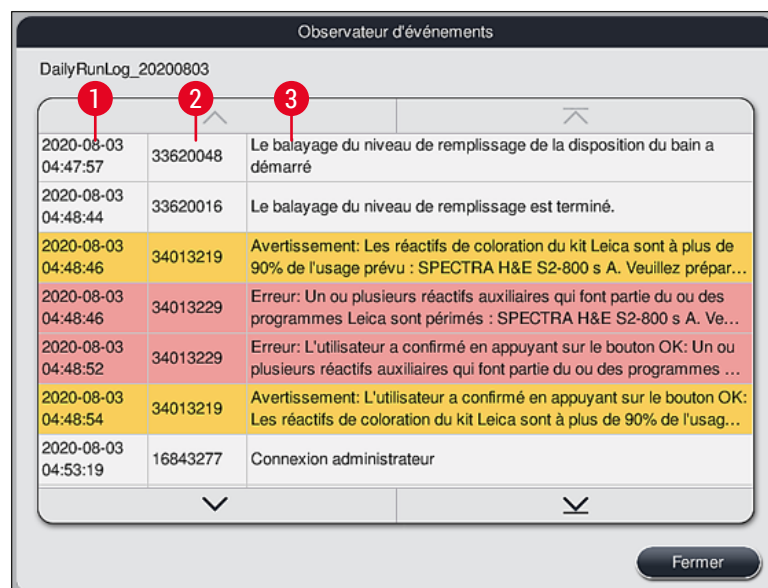 Observateur d'événements
DailyRunLog_20200803
1
2
3
2020-08-03
04:47:57
33620048
Le balayage du niveau de remplissage de la disposition du bain a
démarré
2020-08-03
04:48:44
33620016
Le balayage du niveau de remplissage est terminé.
2020-08-03
04:48:46
34013219
Avertissement: Les réactifs de coloration du kit Leica sont à plus de
90% de l'usage prévu : SPECTRA H&E S2-800 s A. Veuillez prépar...
2020-08-03
04:48:46
34013229
Erreur: Un ou plusieurs réactifs auxiliaires qui font partie du ou des
programmes Leica sont périmés : SPECTRA H&E S2-800 s A. Ve...
2020-08-03
04:48:52
34013229
Erreur: L'utilisateur a confirmé en appuyant sur le bouton OK: Un ou
plusieurs réactifs auxiliaires qui font partie du ou des programmes ...
2020-08-03
04:48:54
34013219
Avertissement: L'utilisateur a confirmé en appuyant sur le bouton OK:
Les réactifs de coloration du kit Leica sont à plus de 90% de l'usag...
2020-08-03
04:53:19
16843277
Connexion administrateur
Fermer